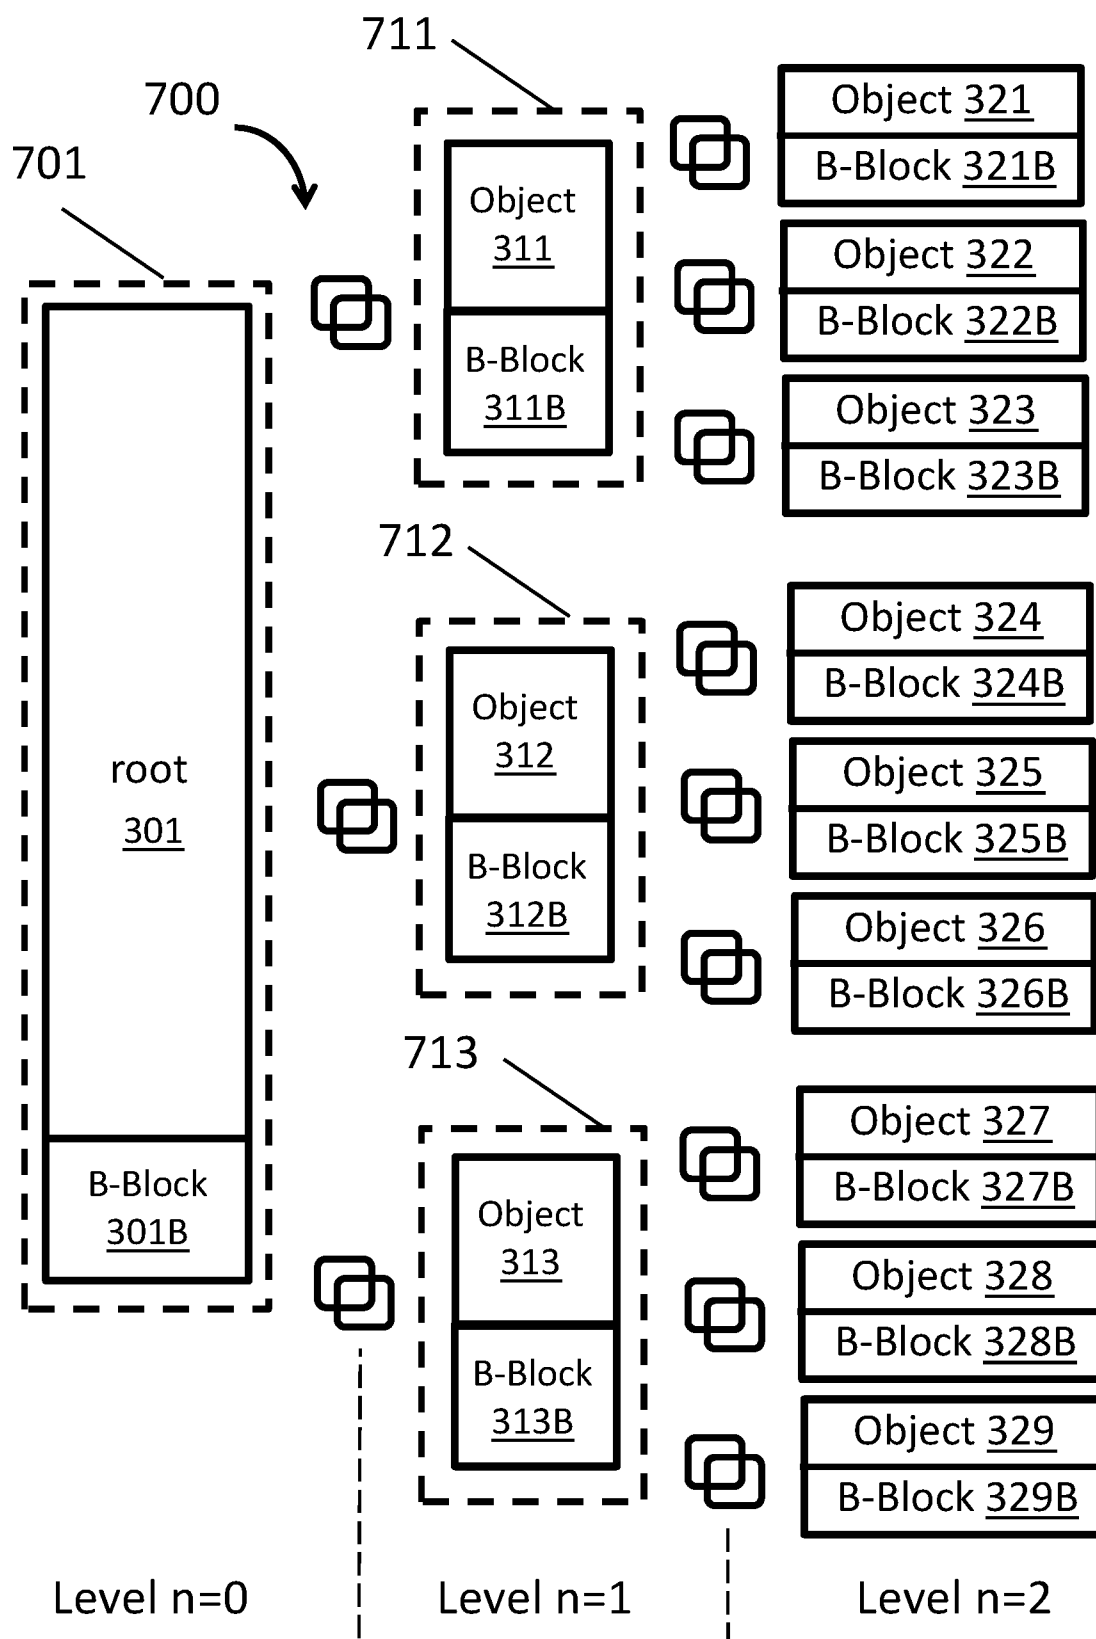 711
700
701
Object 321
B-Block 321B
Object
311
Object 322
B-Block 322B
B-Block
311B
Object 323
B-Block 323B
712
Object 324
B-Block 324B
Object
312
root
301
Object 325
B-Block 325B
B-Block
312B
Object 326
B-Block 326B
713
Object 327
B-Block 327B
B-Block
301B
Object
313
Object 328
B-Block 328B
B-Block
313B
Object 329
B-Block 329B
Level n=0
Level n=1
Level n=2